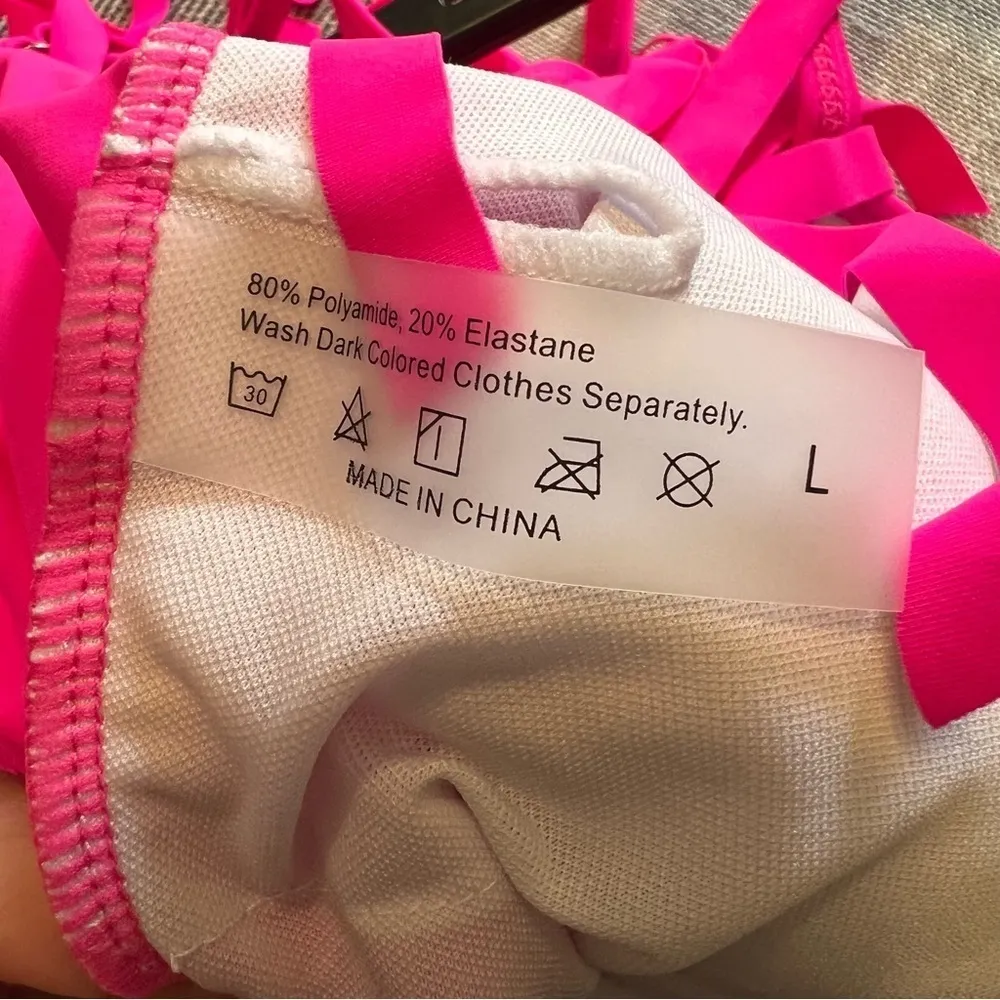 80% Polyamide, 20% Elastane
Wash Dark Colored Clothes Separately.
30
L
MADE IN CHINA